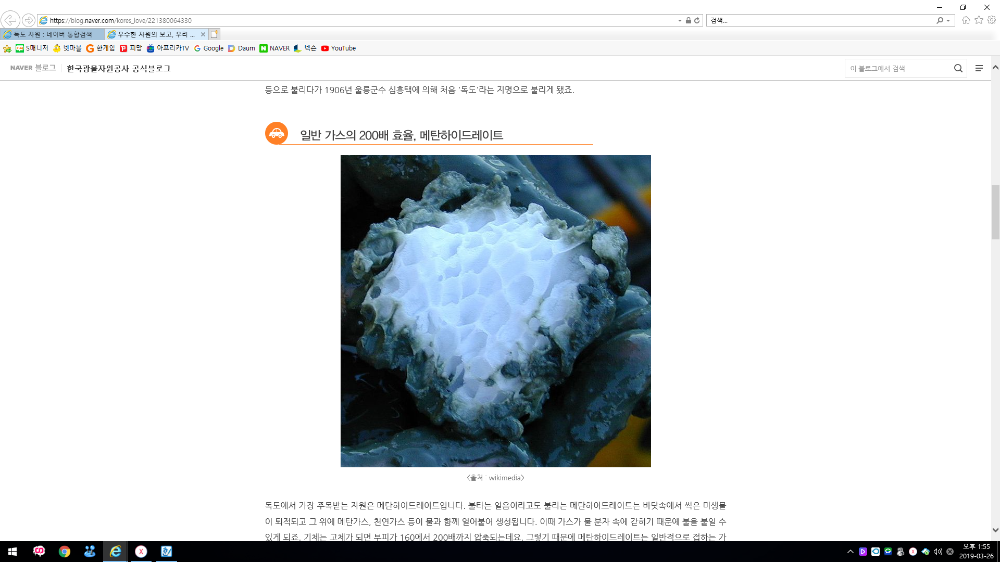 https://blog.naver.com/kores_love/221380064330
검색...
독도 자원 : 네이버 통합검색
우수한 자원의 보고, 우리 ...
S매니저 넷마블 한게임 피망 아프리카TV Google Daum NAVER 넥슨 YouTube
NAVER 블로그 한국광물자원공사 공식블로그
이 블로그에서 검색
등으로 불리다가 1906년 울릉군수 심흥택에 의해 처음 '독도'라는 지명으로 불리게 됐죠.
일반 가스의 200배 효율, 메탄하이드레이트
<출처 : wikimedia>
독도에서 가장 주목받는 자원은 메탄하이드레이트입니다. 불타는 얼음이라고도 불리는 메탄하이드레이트는 바닷속에서 썩은 미생물
이 퇴적되고 그 위에 메탄가스, 천연가스 등이 물과 함께 얼어붙어 생성됩니다. 이때 가스가 물 분자 속에 갇히기 때문에 불을 붙일 수
있게 되죠. 기체는 고체가 되면 부피가 160에서 200배까지 압축되는데요. 그렇기 때문에 메탄하이드레이트는 일반적으로 접하는 가
오후 1:55
2019-03-26